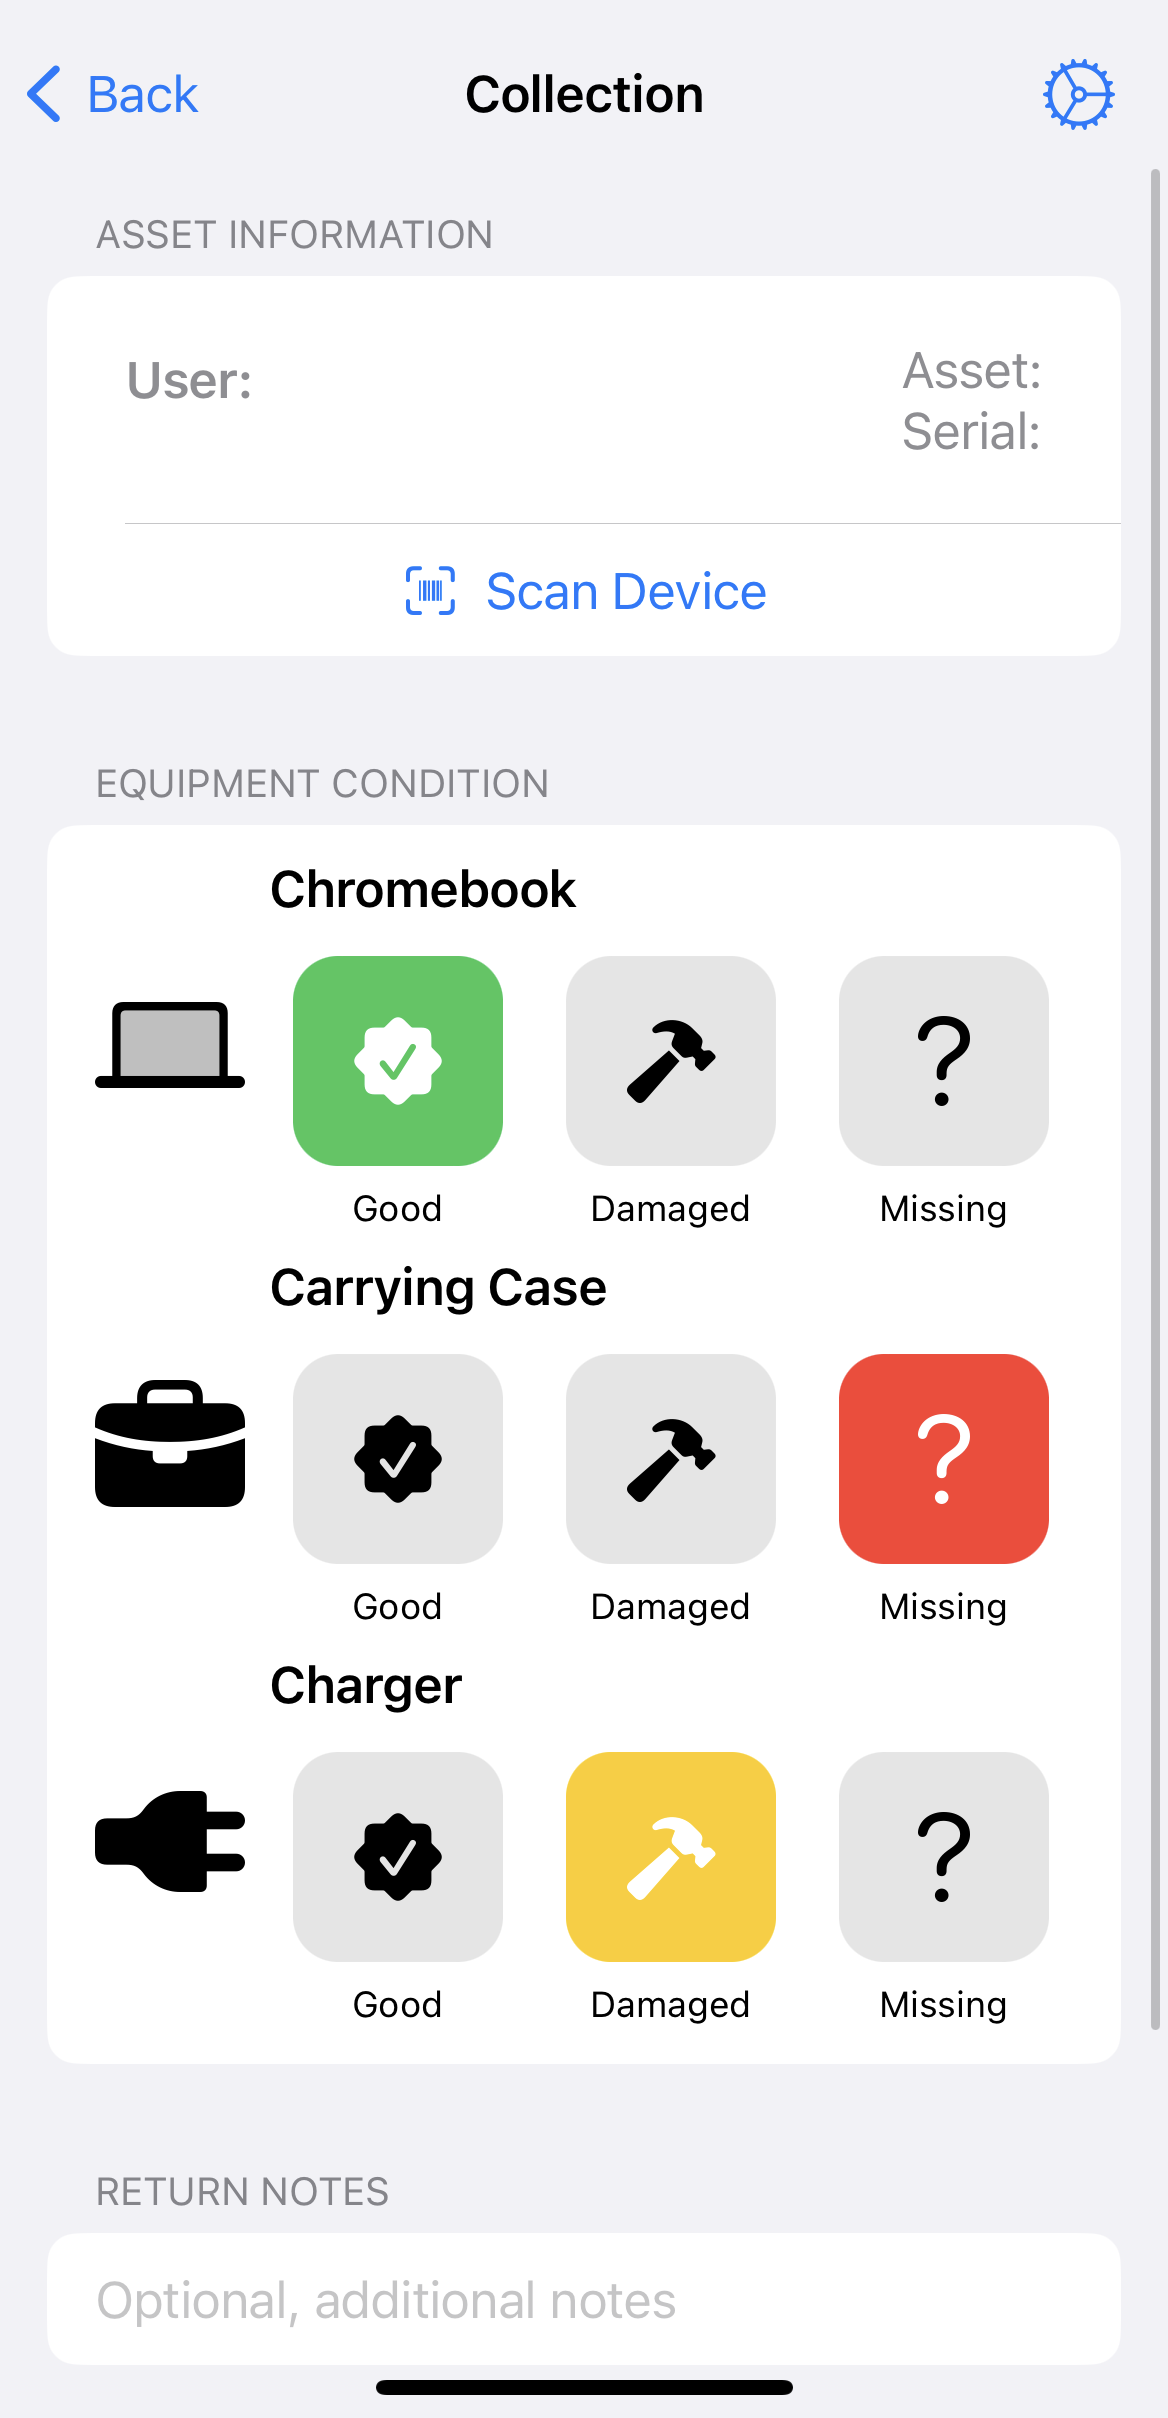 Back
Collection
ASSET INFORMATION
User:
Asset:
Serial:
Scan Device
EQUIPMENT CONDITION
Chromebook
Good
Damaged
Missing
Carrying Case
Good
Damaged
Missing
Charger
Good
Damaged
Missing
RETURN NOTES
Optional, additional notes